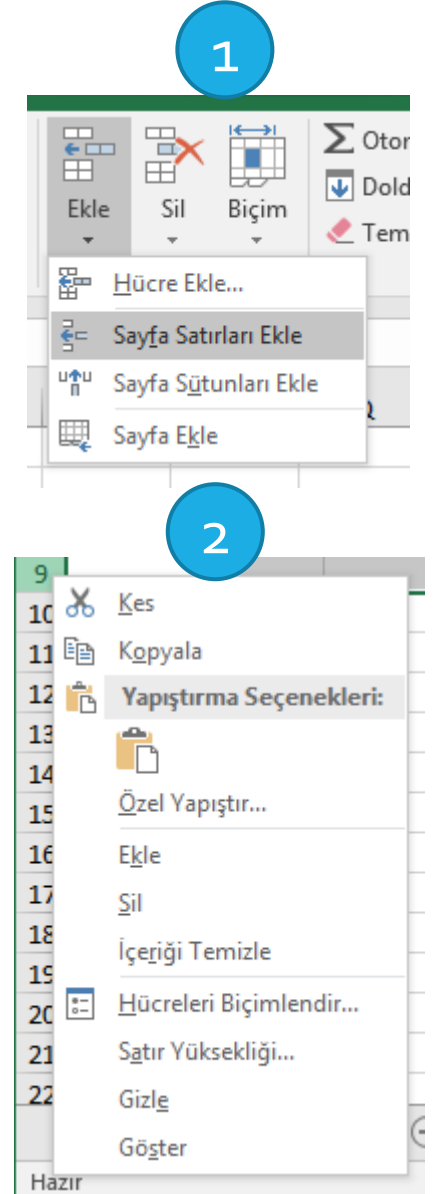 1
Ekle Sil Biçim
Σ Otor
Dold
Tem
Hücre Ekle...
Sayfa Satırları Ekle
Sayfa Sütunları Ekle
Sayfa Ekle
2
9
10
11
12
13
14
15
16
17
18
19
20
21
22
Kes
Kopyala
Yapıştırma Seçenekleri:
Özel Yapıştır...
Ekle
Sil
İçeriği Temizle
Hücreleri Biçimlendir...
Satır Yüksekliği...
Gizle
Göster
Hazır